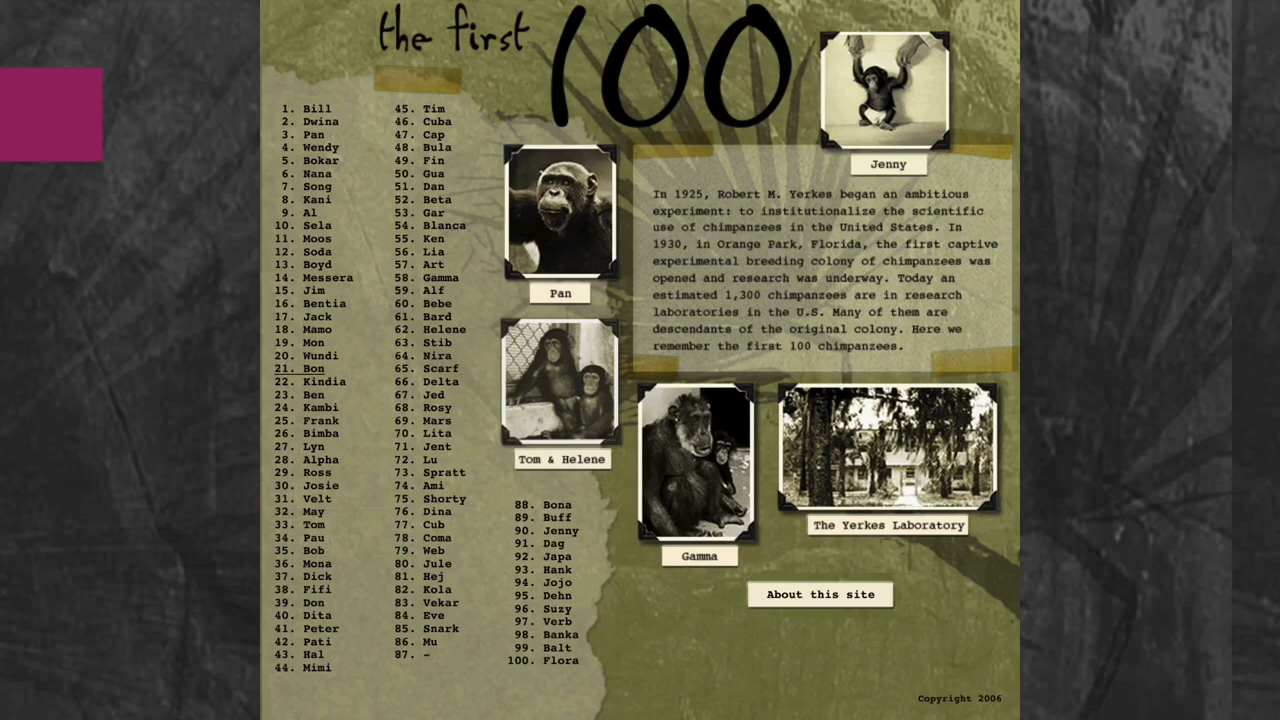 the first 100
1. Bill
2. Dwina
3. Pan
4. Wendy
5. Bokar
6. Nana
7. Song
8. Kani
9. Al
10. Sela
11. Moos
12. Soda
13. Boyd
14. Messera
15. Jim
16. Bentia
17. Jack
18. Mamo
19. Mon
20. Wundi
21. Bon
22. Kindia
23. Ben
24. Kambi
25. Frank
26. Bimba
27. Lyn
28. Alpha
29. Ross
30. Josie
31. Velt
32. May
33. Tom
34. Pau
35. Bob
36. Mona
37. Dick
38. Fifi
39. Don
40. Dita
41. Peter
42. Pati
43. Hal
44. Mimi
45. Tim
46. Cuba
47. Cap
48. Bula
49. Fin
50. Gua
51. Dan
52. Beta
53. Gar
54. Blanca
55. Ken
56. Lia
57. Art
58. Gamma
59. Alf
60. Bebe
61. Bard
62. Helene
63. Stib
64. Nira
65. Scarf
66. Delta
67. Jed
68. Rosy
69. Mars
70. Lita
71. Jent
72. Lu
73. Spratt
74. Ami
75. Shorty
76. Dina
77. Cub
78. Coma
79. Web
80. Jule
81. Hej
82. Kola
83. Vekar
84. Eve
85. Snark
86. Mu
87. –
88. Bona
89. Buff
90. Jenny
91. Dag
92. Japa
93. Hank
94. Jojo
95. Dehn
96. Suzy
97. Verb
98. Banka
99. Balt
100. Flora
Pan
Tom & Helene
Jenny
In 1925, Robert M. Yerkes began an ambitious
experiment: to institutionalize the scientific
use of chimpanzees in the United States. In
1930, in Orange Park, Florida, the first captive
experimental breeding colony of chimpanzees was
opened and research was underway. Today an
estimated 1,300 chimpanzees are in research
laboratories in the U.S. Many of them are
descendants of the original colony. Here we
remember the first 100 chimpanzees.
Gamma
The Yerkes Laboratory
About this site
Copyright 2006